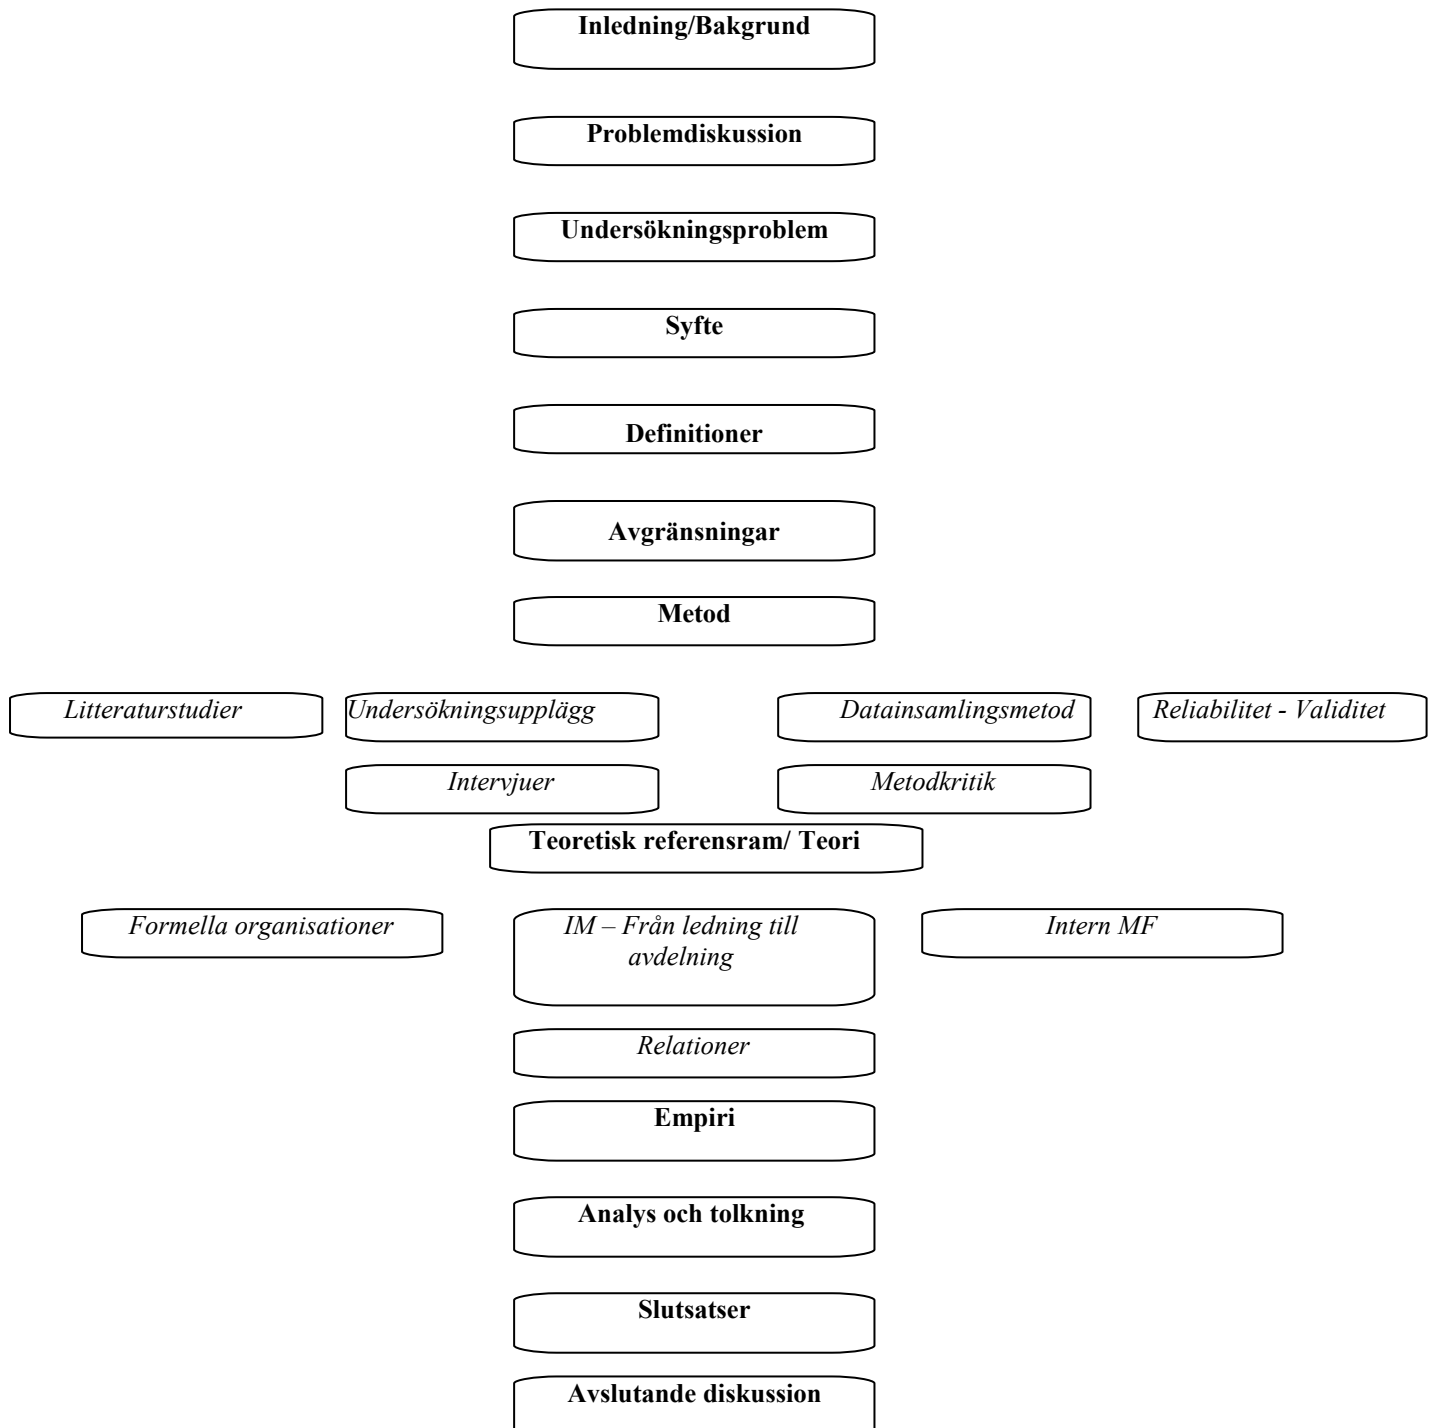 Inledning/Bakgrund
Problemdiskussion
Undersökningsproblem
Syfte
Definitioner
Avgränsningar
Metod
Litteraturstudier
Undersökningsupplägg
Datainsamlingsmetod
Reliabilitet - Validitet
Intervjuer
Metodkritik
Teoretisk referensram/ Teori
Formella organisationer
IM – Från ledning till
avdelning
Intern MF
Relationer
Empiri
Analys och tolkning
Slutsatser
Avslutande diskussion